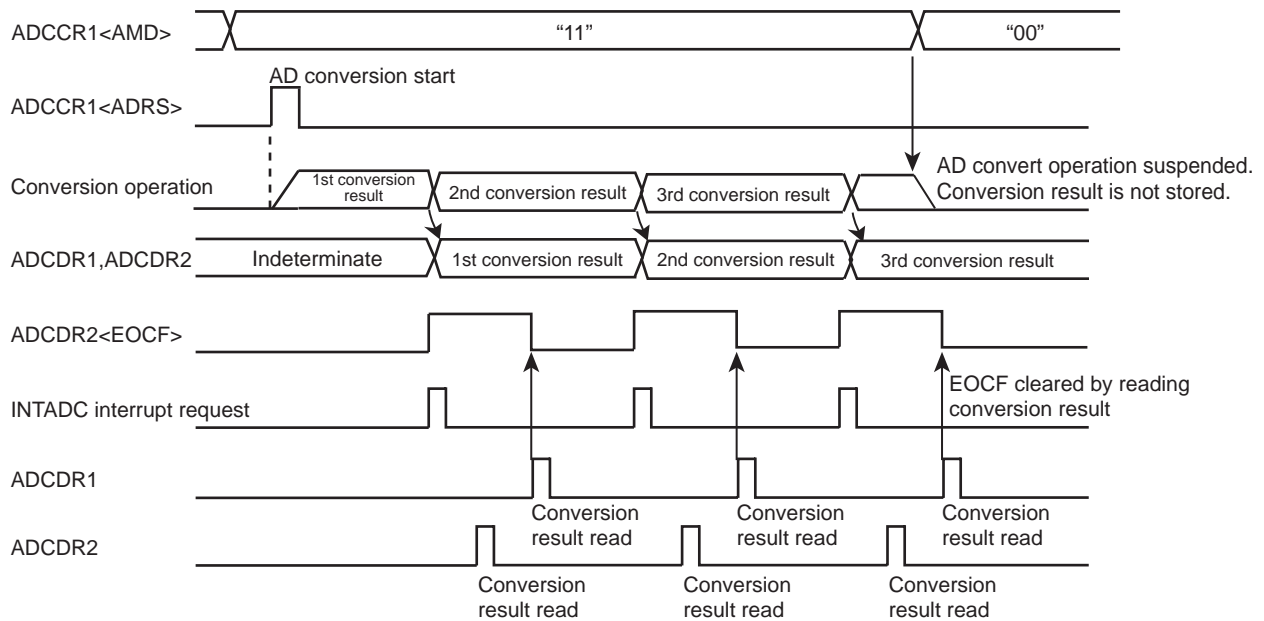 ADCCR1<AMD>
“11”
“00”
AD conversion start
ADCCR1<ADRS>
Conversion operation
1st conversion
result
2nd conversion result
3rd conversion result
AD convert operation suspended.
Conversion result is not stored.
ADCDR1,ADCDR2
Indeterminate
1st conversion result
2nd conversion result
3rd conversion result
ADCDR2<EOCF>
EOCF cleared by reading
conversion result
INTADC interrupt request
ADCDR1
Conversion
result read
Conversion
result read
Conversion
result read
ADCDR2
Conversion
result read
Conversion
result read
Conversion
result read